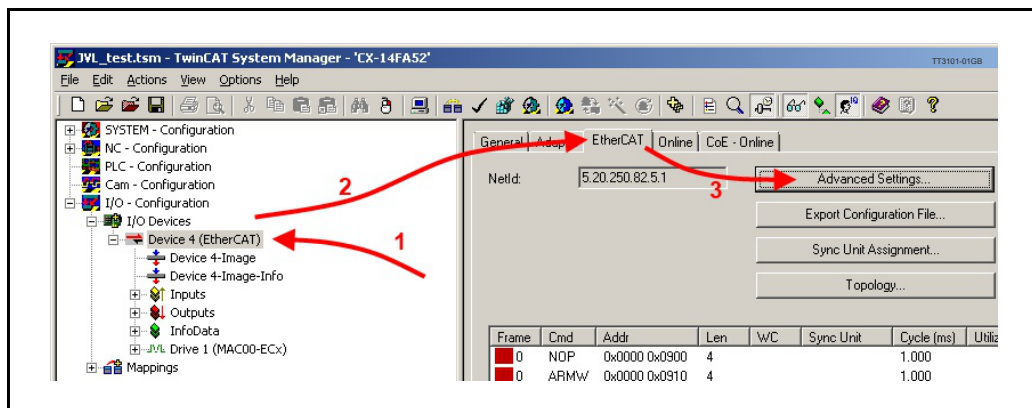 JVL_test.tsm - TwinCAT System Manager - 'CX-14FA52'
TT3101-01GB
File Edit Actions View Options Help
SYSTEM - Configuration
NC - Configuration
PLC - Configuration
Cam - Configuration
I/O - Configuration
I/O Devices
Device 4 (EtherCAT)
Device 4-Image
Device 4-Image-Info
Inputs
Outputs
InfoData
JVL Drive 1 (MAC00-ECx)
Mappings
2
1
General EtherCAT Online CoE - Online
NetId: 5.20.250.82.5.1
3
Advanced Settings...
Export Configuration File...
Sync Unit Assignment...
Topology...
Frame Cmd Addr Len WC Sync Unit Cycle (ms) Utiliz
0 NOP 0x0000 0x0900 4 1.000
0 ARMW 0x0000 0x0910 4 1.000